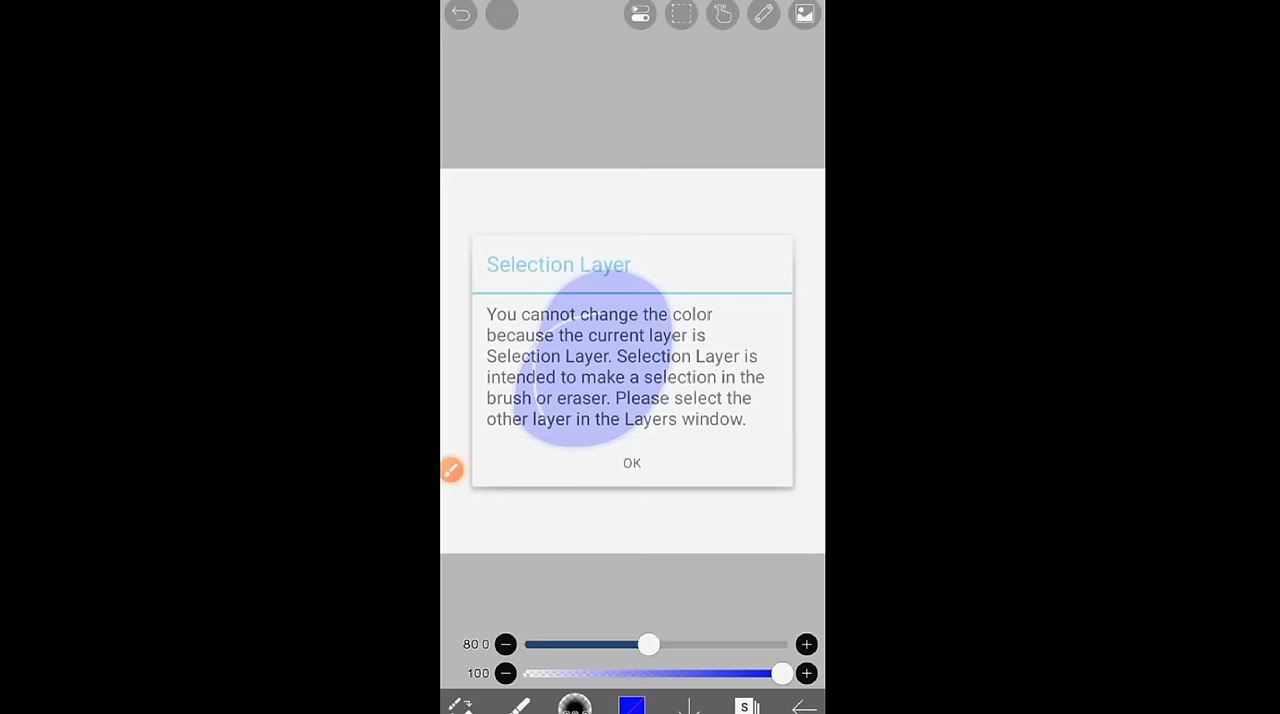 Selection Layer
You cannot change the color
because the current layer is
Selection Layer. Selection Layer is
intended to make a selection in the
brush or eraser. Please select the
other layer in the Layers window.
OK
80 0
100
S